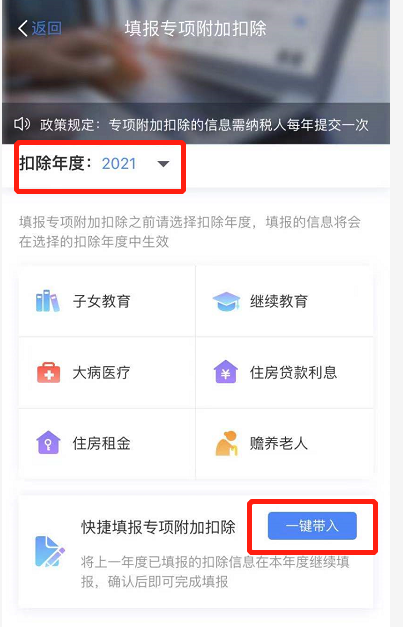 返回
填报专项附加扣除
政策规定：专项附加扣除的信息需纳税人每年提交一次
扣除年度：2021
填报专项附加扣除之前请选择扣除年度，填报的信息将会
在选择的扣除年度中生效
子女教育
继续教育
大病医疗
住房贷款利息
住房租金
赡养老人
快捷填报专项附加扣除
一键带入
将上一年度已填报的扣除信息在本年度继续填
报，确认后即可完成填报